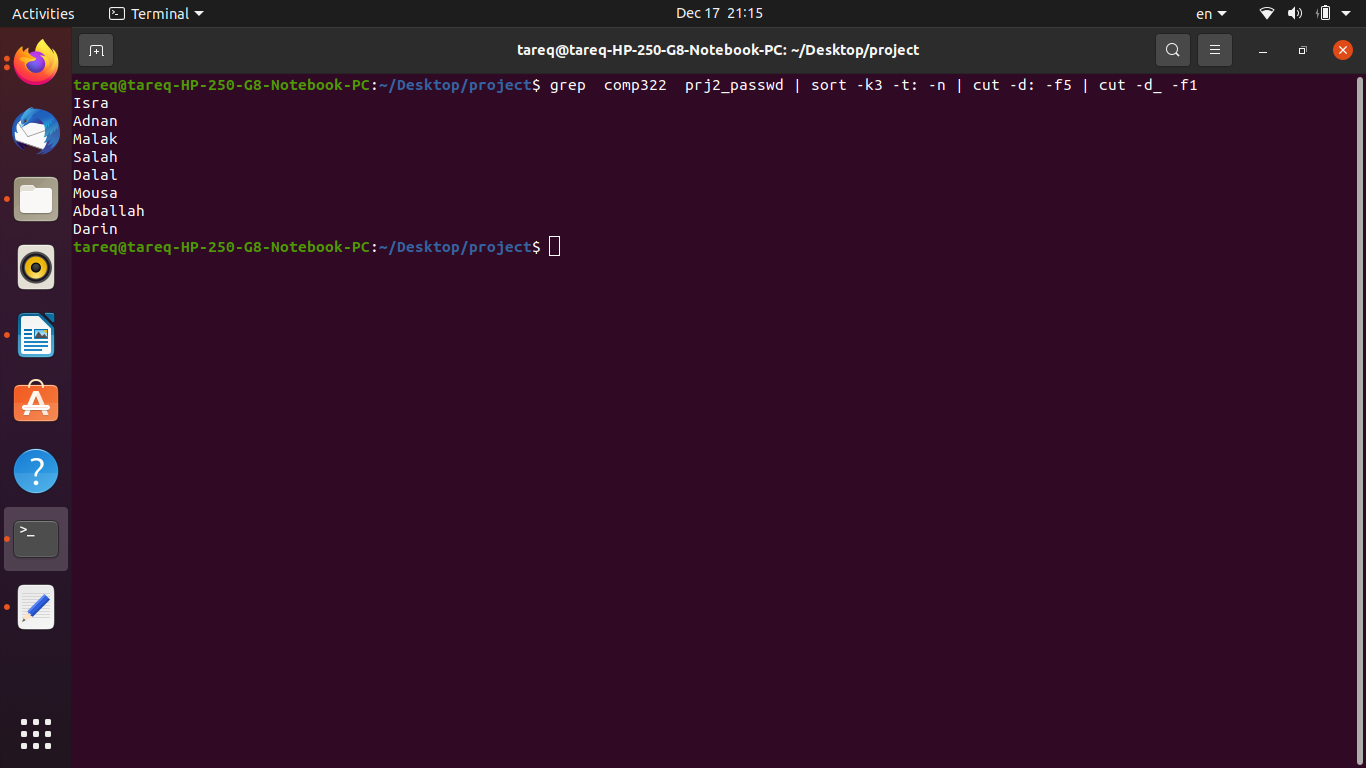 Activities Terminal Dec 17 21:15 en
tareq@tareq-HP-250-G8-Notebook-PC: ~/Desktop/project
tareq@tareq-HP-250-G8-Notebook-PC:~/Desktop/project$ grep  comp322  prj2_passwd | sort -k3 -t: -n | cut -d: -f5 | cut -d_ -f1
Isra
Adnan
Malak
Salah
Dalal
Mousa
Abdallah
Darin
tareq@tareq-HP-250-G8-Notebook-PC:~/Desktop/project$